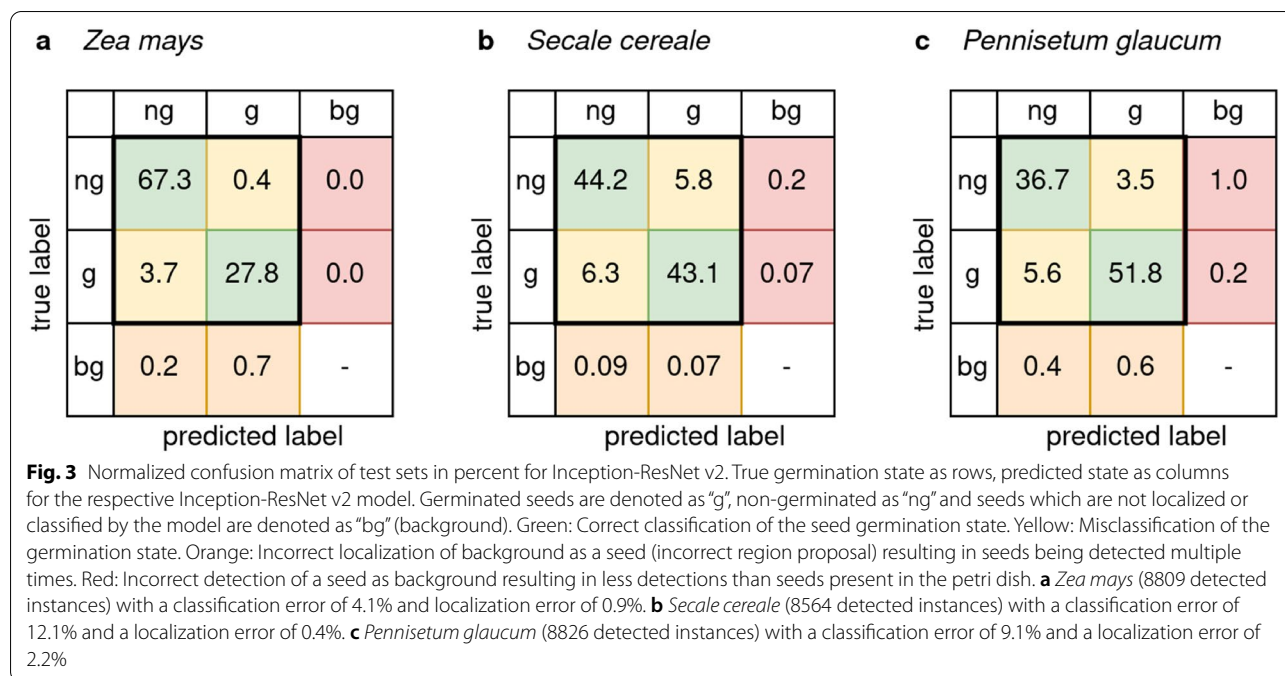 a Zea mays
b Secale cereale
c Pennisetum glaucum
ng g bg
ng 67.3 0.4 0.0
g 3.7 27.8 0.0
bg 0.2 0.7 -
true label
predicted label
ng g bg
ng 44.2 5.8 0.2
g 6.3 43.1 0.07
bg 0.09 0.07 -
true label
predicted label
ng g bg
ng 36.7 3.5 1.0
g 5.6 51.8 0.2
bg 0.4 0.6 -
true label
predicted label
Fig. 3 Normalized confusion matrix of test sets in percent for Inception-ResNet v2. True germination state as rows, predicted state as columns
for the respective Inception-ResNet v2 model. Germinated seeds are denoted as “g”, non-germinated as “ng” and seeds which are not localized or
classified by the model are denoted as “bg” (background). Green: Correct classification of the seed germination state. Yellow: Misclassification of the
germination state. Orange: Incorrect localization of background as a seed (incorrect region proposal) resulting in seeds being detected multiple
times. Red: Incorrect detection of a seed as background resulting in less detections than seeds present in the petri dish. a Zea mays (8809 detected
instances) with a classification error of 4.1% and localization error of 0.9%. b Secale cereale (8564 detected instances) with a classification error of
12.1% and a localization error of 0.4%. c Pennisetum glaucum (8826 detected instances) with a classification error of 9.1% and a localization error of
2.2%